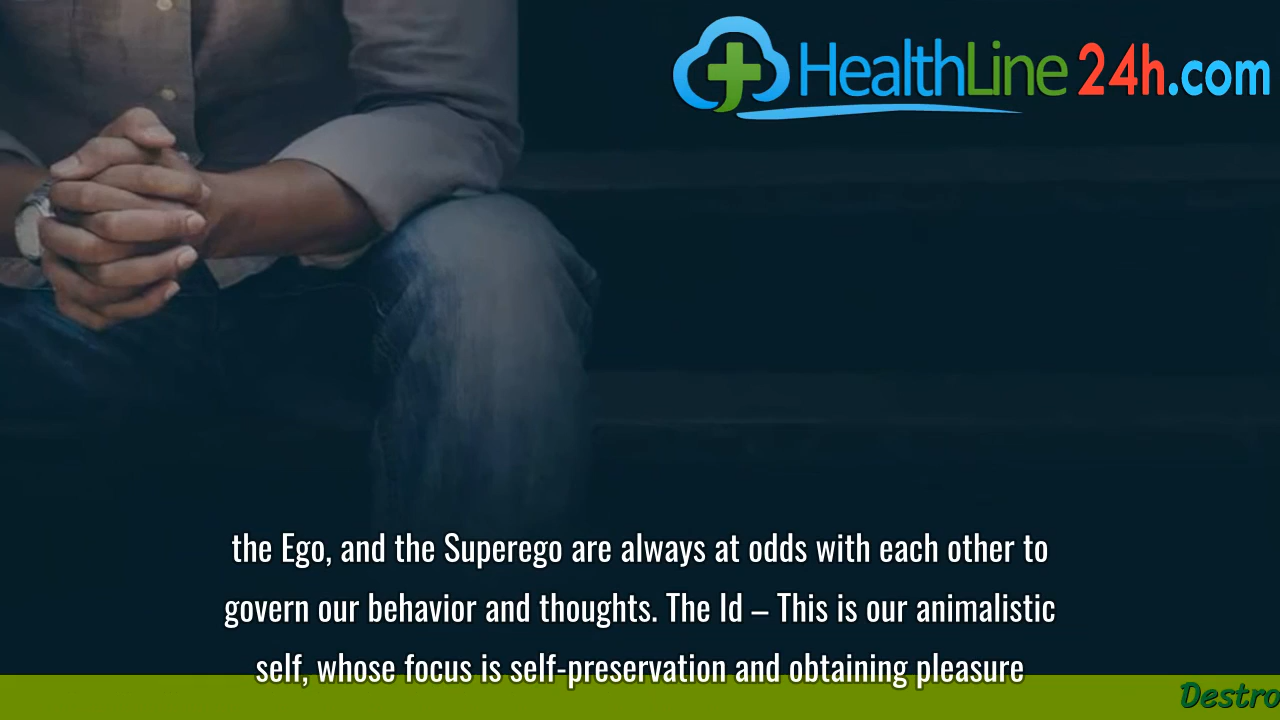 HealthLine 24h.com
the Ego, and the Superego are always at odds with each other to
govern our behavior and thoughts. The Id – This is our animalistic
self, whose focus is self-preservation and obtaining pleasure
Destro